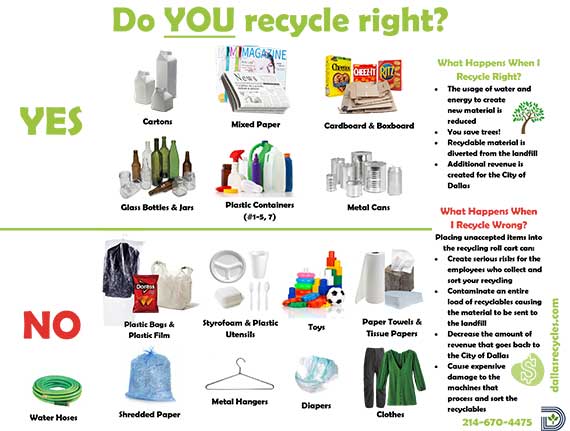 Do YOU recycle right?
YES
MAGAZINE
News
Cheerios
CHEEZ-IT
RITZ
Cartons
Mixed Paper
Cardboard & Boxboard
Glass Bottles & Jars
Plastic Containers
(#1-5, 7)
Metal Cans
What Happens When I
Recycle Right?
• The usage of water and
energy to create
new material is
reduced
• You save trees!
• Recyclable material is
diverted from the landfill
• Additional revenue is
created for the City of
Dallas
NO
Doritos
Plastic Bags &
Plastic Film
Styrofoam & Plastic
Utensils
Toys
Paper Towels &
Tissue Papers
Water Hoses
Shredded Paper
Metal Hangers
Diapers
Clothes
What Happens When
I Recycle Wrong?
Placing unaccepted items into
the recycling roll cart can:
• Create serious risks for the
employees who collect and
sort your recycling
• Contaminate an entire
load of recyclables causing
the material to be sent to
the landfill
• Decrease the amount of
revenue that goes back to
the City of Dallas
• Cause expensive
damage to the
machines that
process and sort the
recyclables
214-670-4475
dallasrecycles.com